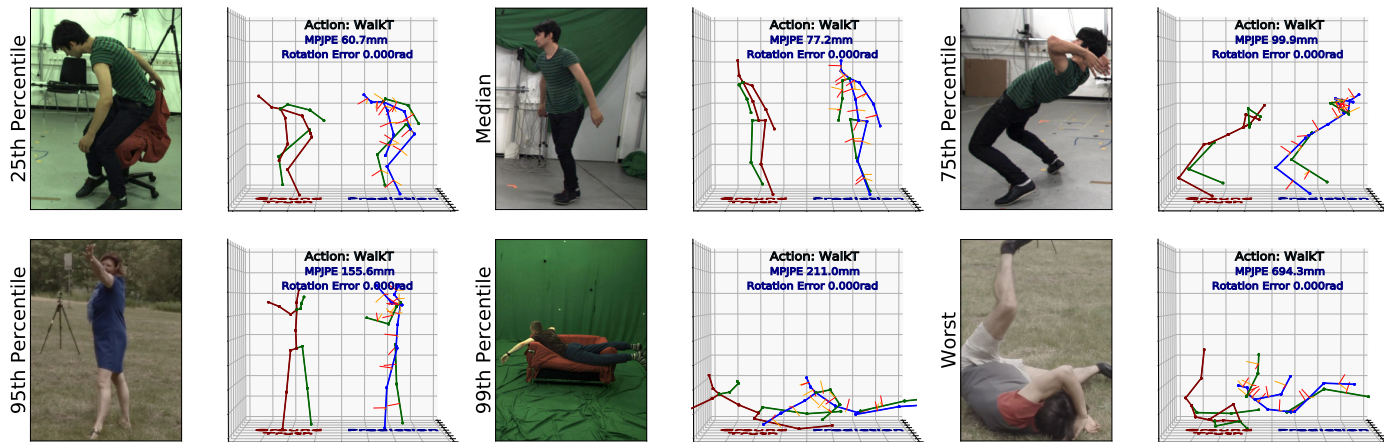 25th Percentile
Action: WalkT
MPJPE 60.7mm
Rotation Error 0.000rad
Median
Action: WalkT
MPJPE 77.2mm
Rotation Error 0.000rad
75th Percentile
Action: WalkT
MPJPE 99.9mm
Rotation Error 0.000rad
95th Percentile
Action: WalkT
MPJPE 155.6mm
Rotation Error 0.000rad
99th Percentile
Action: WalkT
MPJPE 211.0mm
Rotation Error 0.000rad
Worst
Action: WalkT
MPJPE 694.3mm
Rotation Error 0.000rad